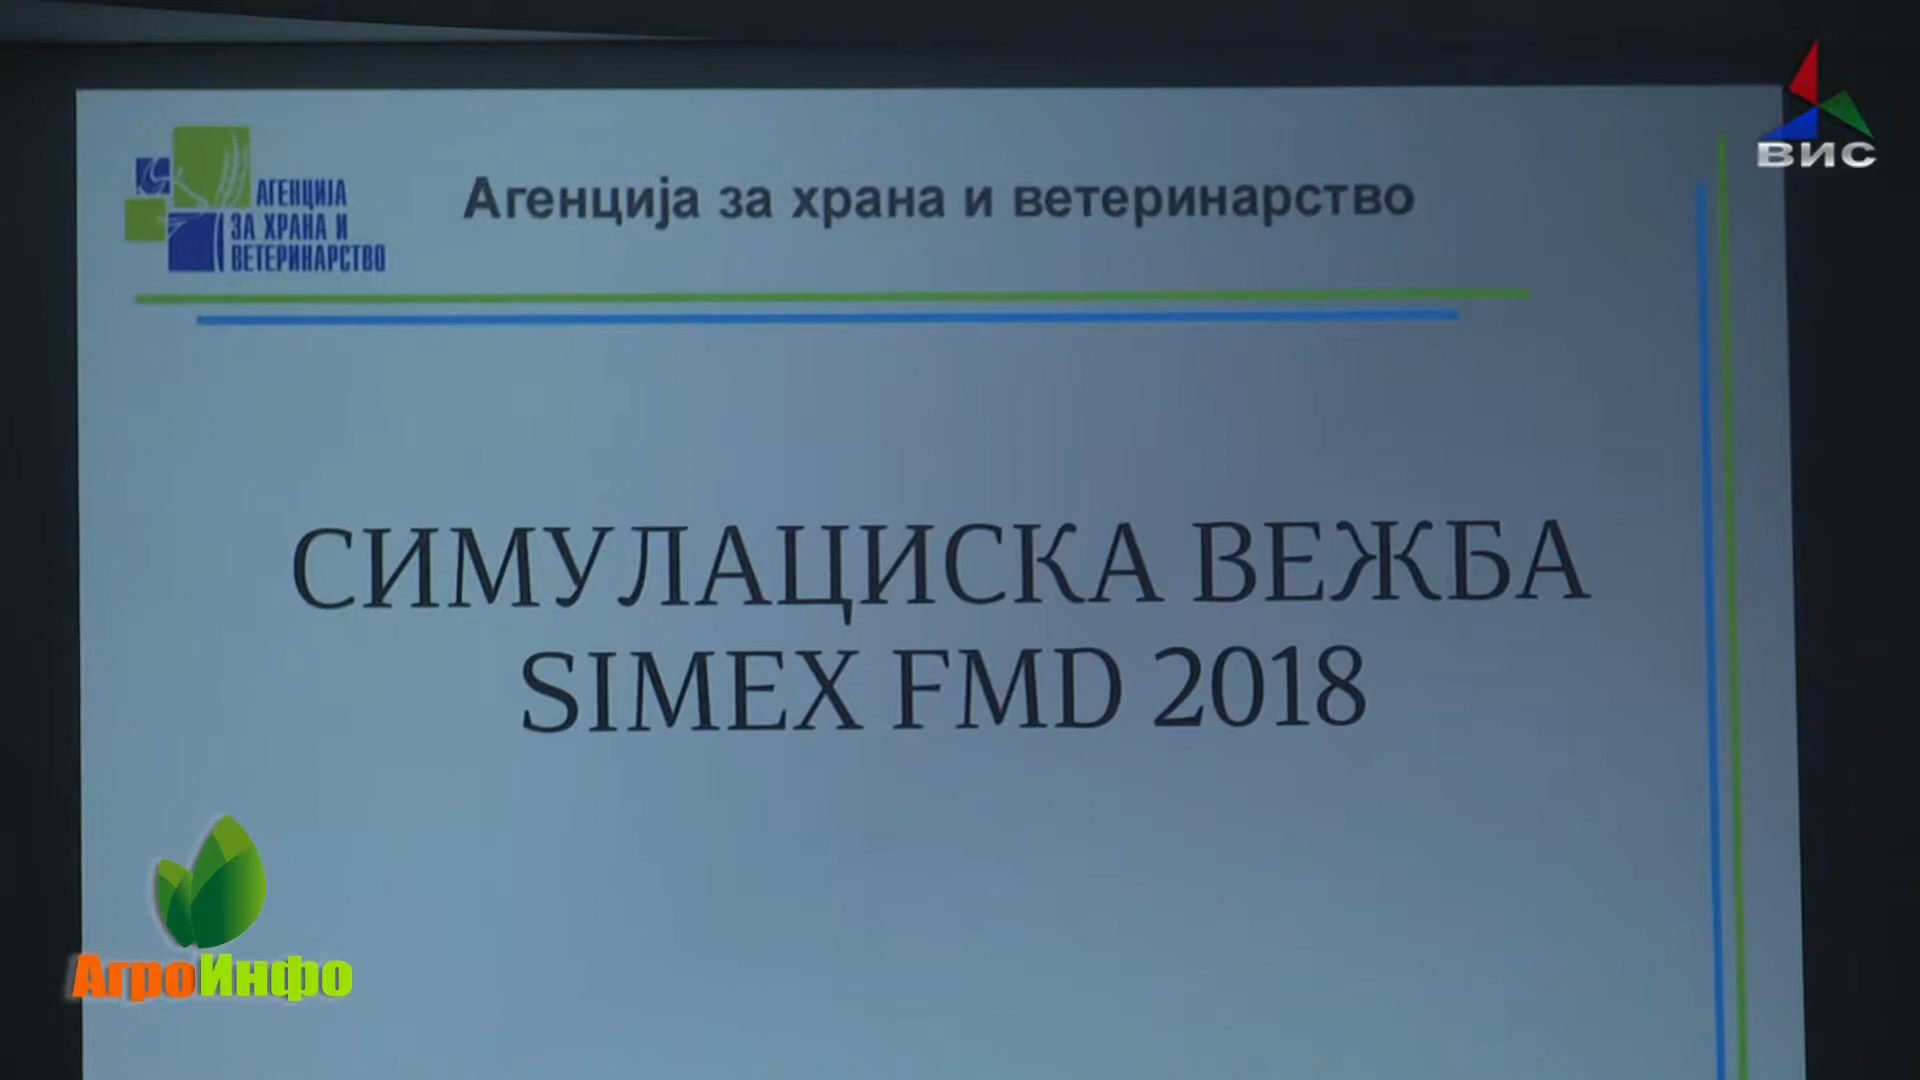 АГЕНЦИЈА
ЗА ХРАНА И
ВЕТЕРИНАРСТВО
Агенција за храна и ветеринарство
ВИС
СИМУЛАЦИСКА ВЕЖБА
SIMEX FMD 2018
АгроИнфо